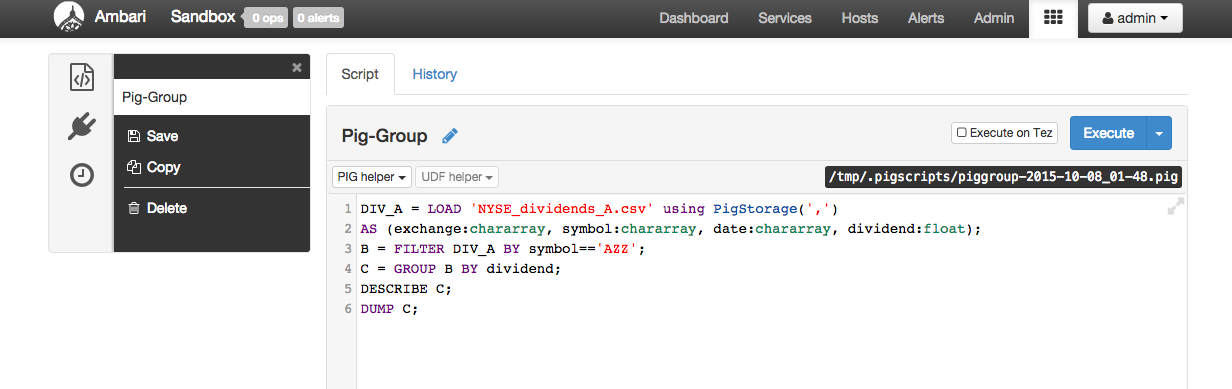 Ambari Sandbox 0 ops 0 alerts Dashboard Services Hosts Alerts Admin admin
×
Pig-Group
Save
Copy
Delete
Script History
Pig-Group Execute on Tez Execute
PIG helper UDF helper /tmp/.pigscripts/piggroup-2015-10-08_01-48.pig
1 DIV_A = LOAD 'NYSE_dividends_A.csv' using PigStorage(',')
2 AS (exchange:chararray, symbol:chararray, date:chararray, dividend:float);
3 B = FILTER DIV_A BY symbol=='AZZ';
4 C = GROUP B BY dividend;
5 DESCRIBE C;
6 DUMP C;